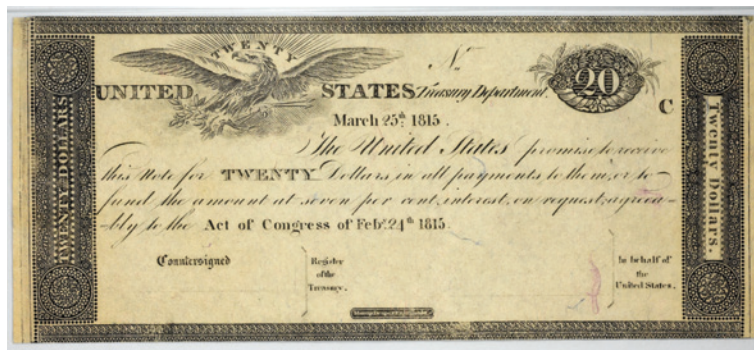 TWENTY
No.
UNITED STATES Treasury Department.
20
C
March 25th. 1815.
The United States promise to receive
this Note for TWENTY Dollars, in all payments to them, or to
fund the amount at seven per cent. interest, on request, agreea-
-bly to the Act of Congress of Feby. 24th 1815.
Countersigned
Register
of the
Treasury.
In behalf of
the
United States.
TWENTY DOLLARS
Twenty Dollars.